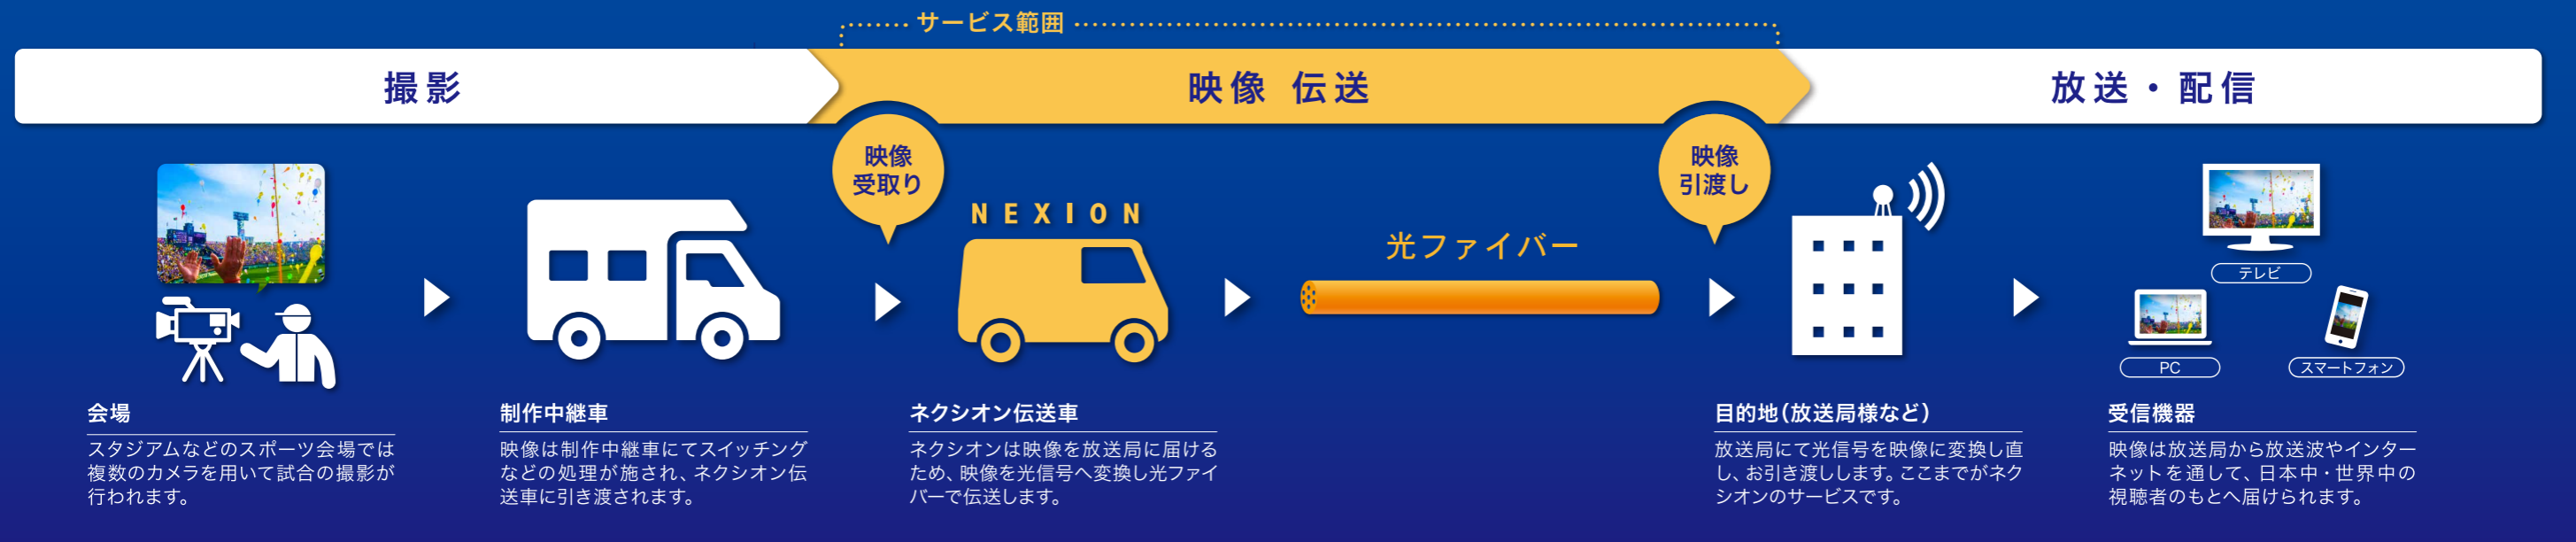 サービス範囲
撮影
映像 伝送
放送・配信
映像
受取り
映像
引渡し
NEXION
光ファイバー
テレビ
PC
スマートフォン
会場
スタジアムなどのスポーツ会場では
複数のカメラを用いて試合の撮影が
行われます。
制作中継車
映像は制作中継車にてスイッチング
などの処理が施され、ネクシオン伝
送車に引き渡されます。
ネクシオン伝送車
ネクシオンは映像を放送局に届ける
ため、映像を光信号へ変換し光ファイ
バーで伝送します。
目的地(放送局様など)
放送局にて光信号を映像に変換し直
し、お引き渡しします。ここまでがネク
シオンのサービスです。
受信機器
映像は放送局から放送波やインター
ネットを通して、日本中・世界中の
視聴者のもとへ届けられます。